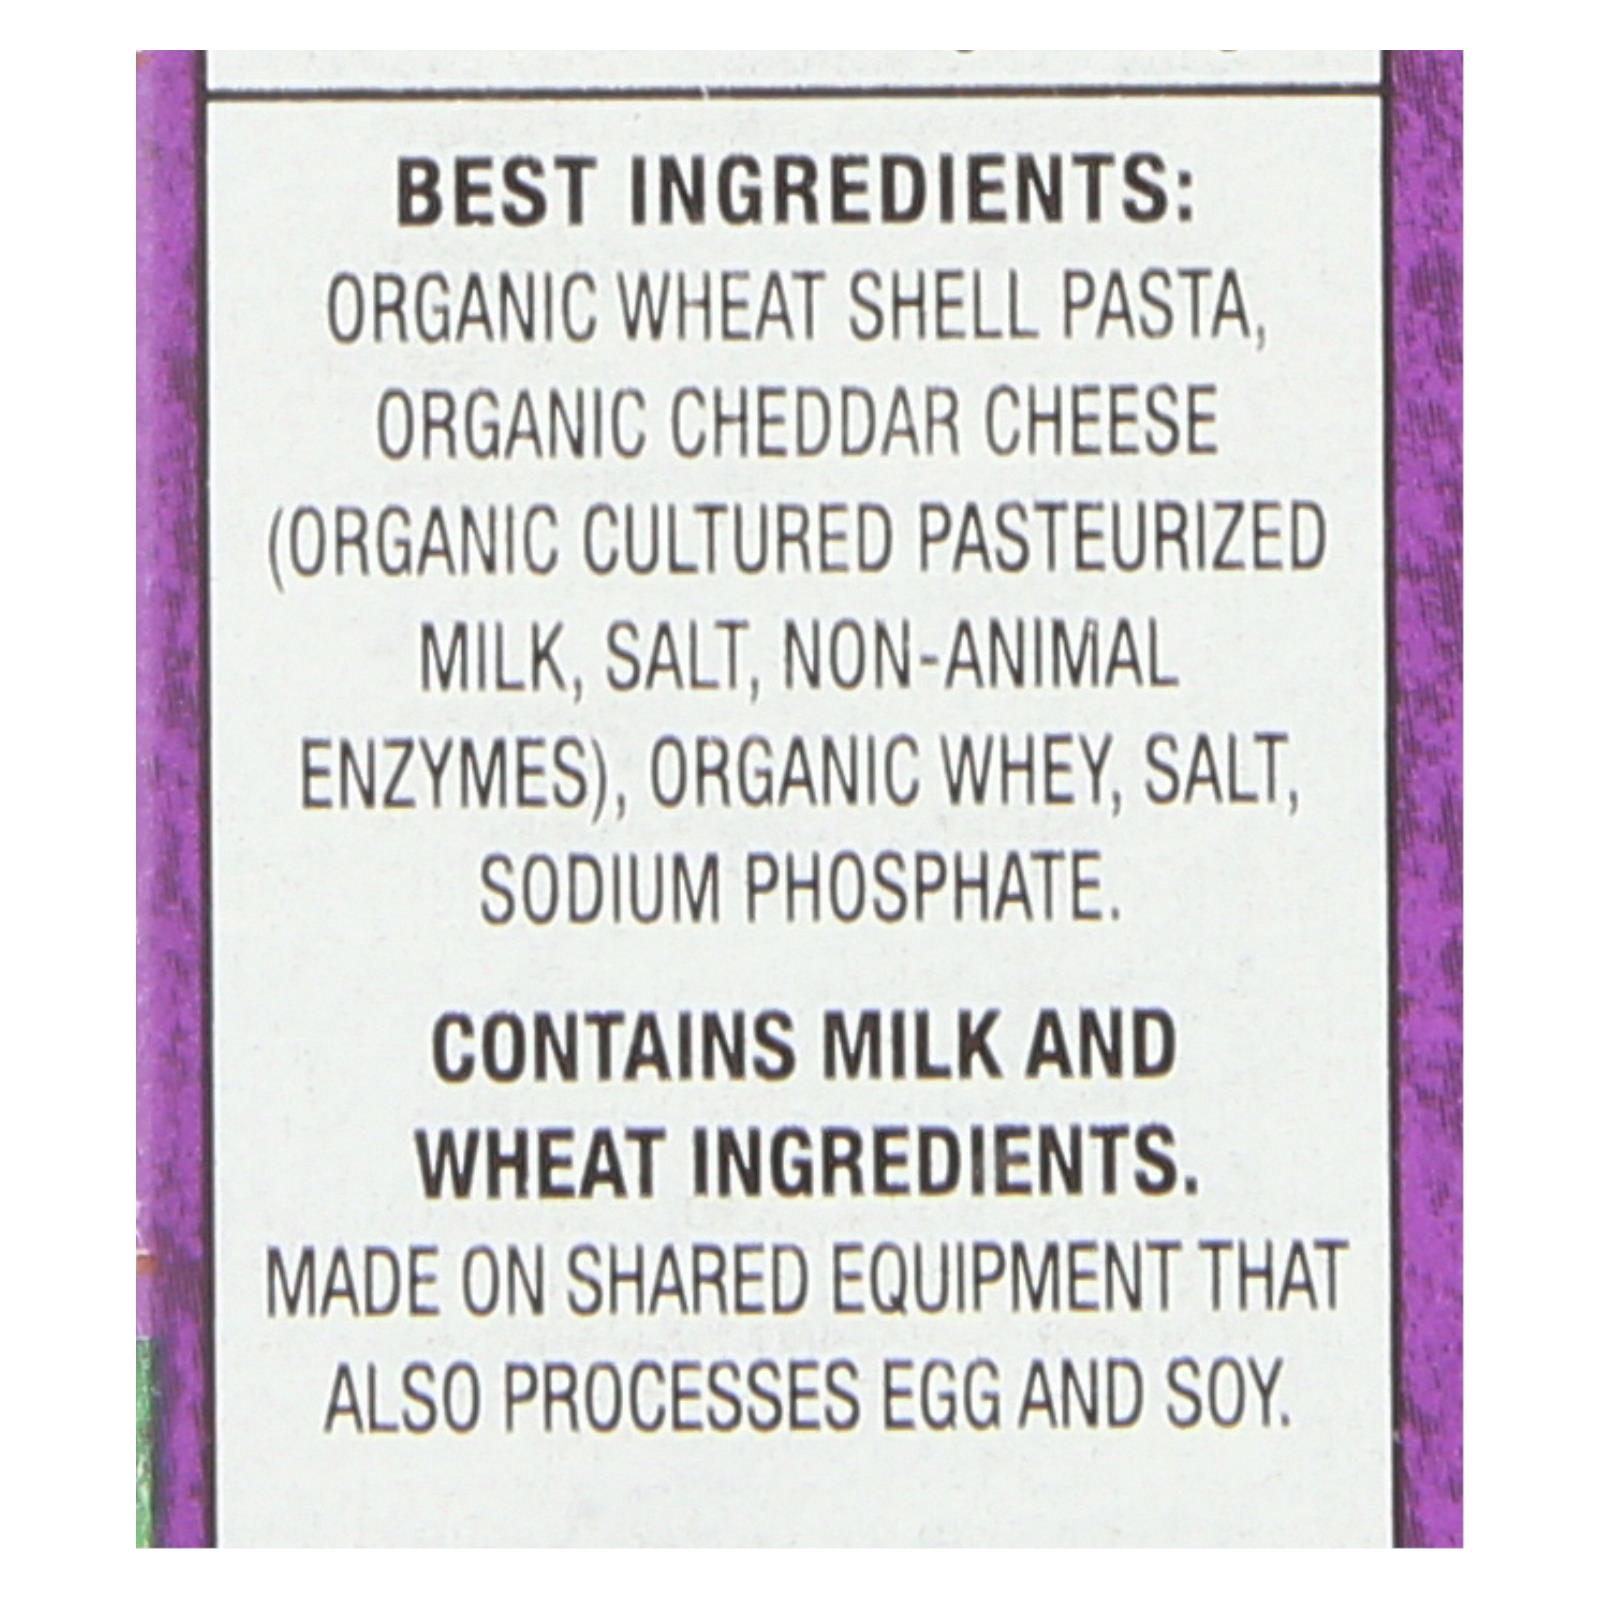 BEST INGREDIENTS:
ORGANIC WHEAT SHELL PASTA,
ORGANIC CHEDDAR CHEESE
(ORGANIC CULTURED PASTEURIZED
MILK, SALT, NON-ANIMAL
ENZYMES), ORGANIC WHEY, SALT,
SODIUM PHOSPHATE.
CONTAINS MILK AND
WHEAT INGREDIENTS.
MADE ON SHARED EQUIPMENT THAT
ALSO PROCESSES EGG AND SOY.